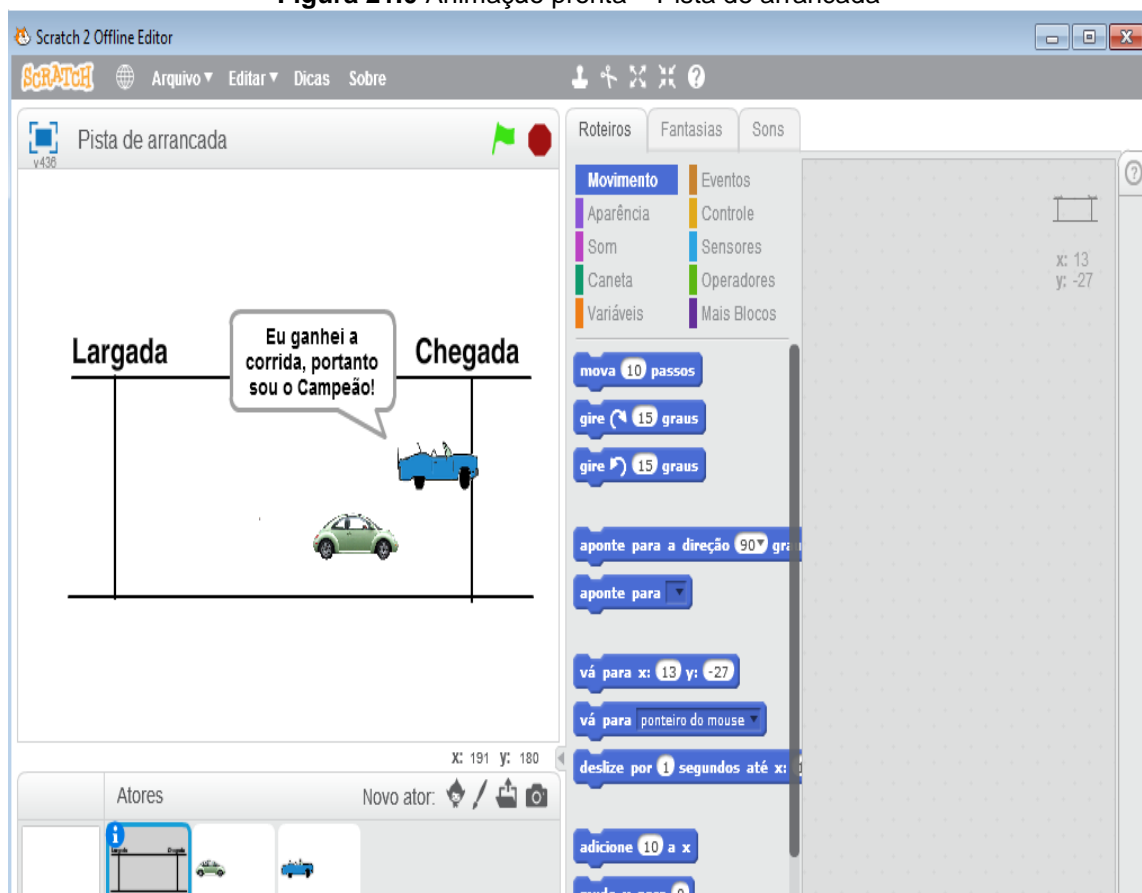 Figura 21.6 Animação pronta – Pista de arrancada
Scratch 2 Offline Editor
SCRATCH Arquivo Editar Dicas Sobre
Pista de arrancada
v436
Largada
Eu ganhei a
corrida, portanto
sou o Campeão!
Chegada
x: 191 y: 180
Atores
Novo ator:
Largada Chegada
Roteiros Fantasias Sons
Movimento Eventos
Aparência Controle
Som Sensores
Caneta Operadores
Variáveis Mais Blocos
mova 10 passos
gire 15 graus
gire 15 graus
aponte para a direção 90
aponte para
vá para x: 13 y: -27
vá para ponteiro do mouse
deslize por 1 segundos até x:
adicione 10 a x
x: 13
y: -27